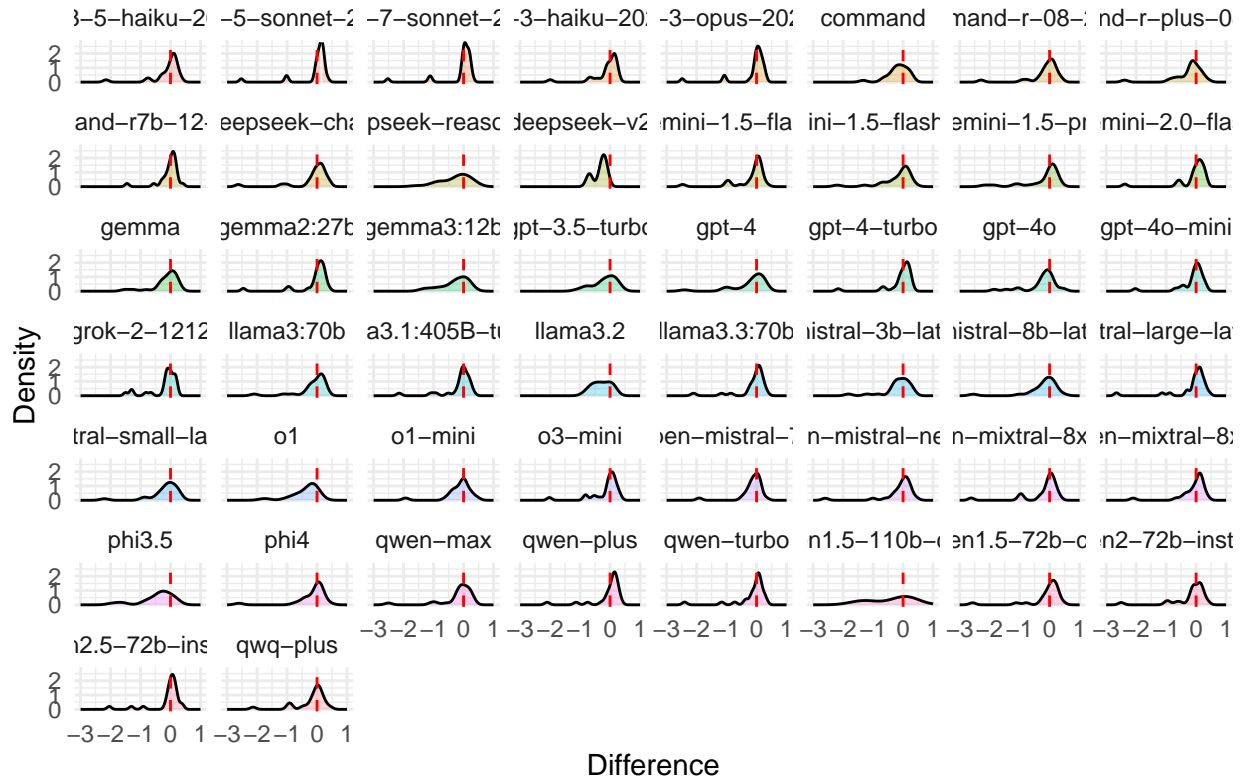 3−5−haiku−20 −5−sonnet−2 −7−sonnet−2 −3−haiku−202 −3−opus−202 command mand−r−08−2 nd−r−plus−0
2
1
0
and−r7b−12− eepseek−cha pseek−reaso deepseek−v2 emini−1.5−fla ini−1.5−flash emini−1.5−pr emini−2.0−flas
2
1
0
gemma gemma2:27b gemma3:12b gpt−3.5−turbo gpt−4 gpt−4−turbo gpt−4o gpt−4o−mini
2
1
0
grok−2−1212 llama3:70b a3.1:405B−tu llama3.2 llama3.3:70b nistral−3b−lat nistral−8b−lat tral−large−lat
2
1
0
Density
tral−small−la o1 o1−mini o3−mini pen−mistral−7 n−mistral−ne n−mixtral−8x en−mixtral−8x
2
1
0
phi3.5 phi4 qwen−max qwen−plus qwen−turbo n1.5−110b−c en1.5−72b−c en2−72b−inst
2
1
0
−3 −2 −1 0 1 −3 −2 −1 0 1 −3 −2 −1 0 1 −3 −2 −1 0 1 −3 −2 −1 0 1 −3 −2 −1 0 1
n2.5−72b−ins qwq−plus
2
1
0
−3 −2 −1 0 1 −3 −2 −1 0 1
Difference